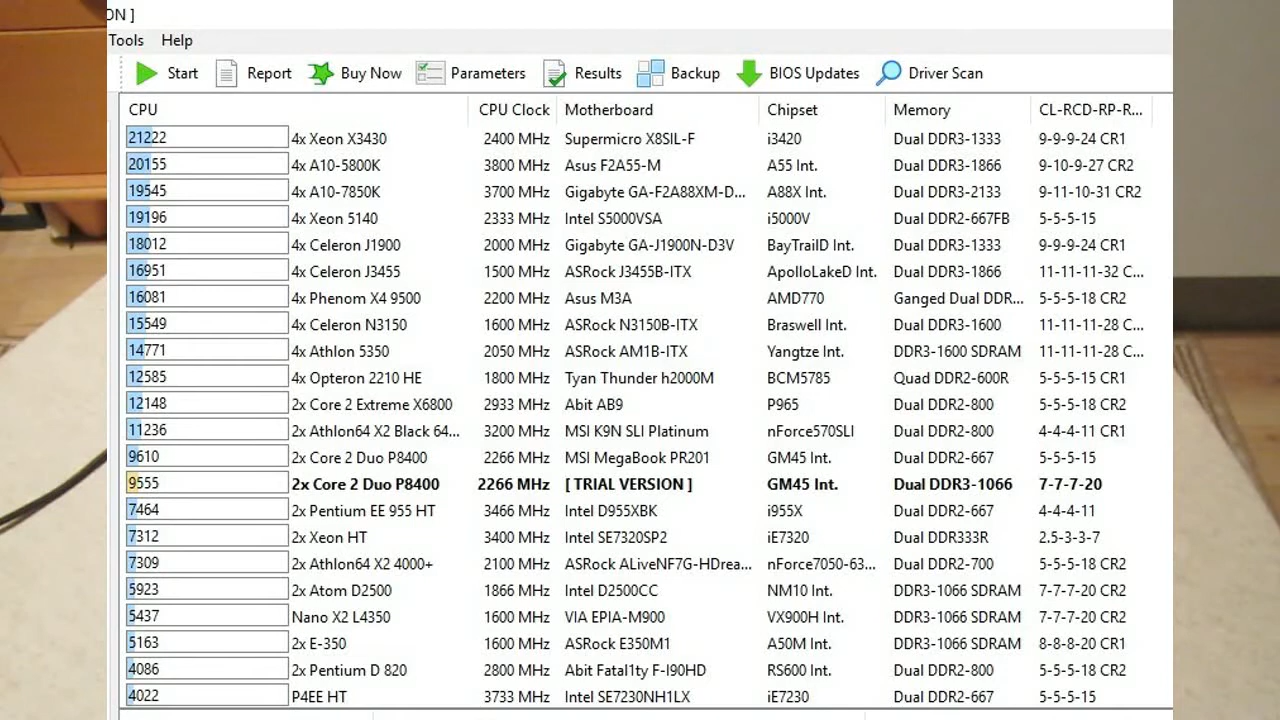 ON ]
Tools Help
Start Report Buy Now Parameters Results Backup BIOS Updates Driver Scan
CPU CPU Clock Motherboard Chipset Memory CL-RCD-RP-R...
21222 4x Xeon X3430 2400 MHz Supermicro X8SIL-F i3420 Dual DDR3-1333 9-9-9-24 CR1
20155 4x A10-5800K 3800 MHz Asus F2A55-M A55 Int. Dual DDR3-1866 9-10-9-27 CR2
19545 4x A10-7850K 3700 MHz Gigabyte GA-F2A88XM-D... A88X Int. Dual DDR3-2133 9-11-10-31 CR2
19196 4x Xeon 5140 2333 MHz Intel S5000VSA i5000V Dual DDR2-667FB 5-5-5-15
18012 4x Celeron J1900 2000 MHz Gigabyte GA-J1900N-D3V BayTrailD Int. Dual DDR3-1333 9-9-9-24 CR1
16951 4x Celeron J3455 1500 MHz ASRock J3455B-ITX ApolloLakeD Int. Dual DDR3-1866 11-11-11-32 C...
16081 4x Phenom X4 9500 2200 MHz Asus M3A AMD770 Ganged Dual DDR... 5-5-5-18 CR2
15549 4x Celeron N3150 1600 MHz ASRock N3150B-ITX Braswell Int. Dual DDR3-1600 11-11-11-28 C...
14771 4x Athlon 5350 2050 MHz ASRock AM1B-ITX Yangtze Int. DDR3-1600 SDRAM 11-11-11-28 C...
12585 4x Opteron 2210 HE 1800 MHz Tyan Thunder h2000M BCM5785 Quad DDR2-600R 5-5-5-15 CR1
12148 2x Core 2 Extreme X6800 2933 MHz Abit AB9 P965 Dual DDR2-800 5-5-5-18 CR2
11236 2x Athlon64 X2 Black 64... 3200 MHz MSI K9N SLI Platinum nForce570SLI Dual DDR2-800 4-4-4-11 CR1
9610 2x Core 2 Duo P8400 2266 MHz MSI MegaBook PR201 GM45 Int. Dual DDR2-667 5-5-5-15
9555 2x Core 2 Duo P8400 2266 MHz [ TRIAL VERSION ] GM45 Int. Dual DDR3-1066 7-7-7-20
7464 2x Pentium EE 955 HT 3466 MHz Intel D955XBK i955X Dual DDR2-667 4-4-4-11
7312 2x Xeon HT 3400 MHz Intel SE7320SP2 iE7320 Dual DDR333R 2.5-3-3-7
7309 2x Athlon64 X2 4000+ 2100 MHz ASRock ALiveNF7G-HDrea... nForce7050-63... Dual DDR2-700 5-5-5-18 CR2
5923 2x Atom D2500 1866 MHz Intel D2500CC NM10 Int. DDR3-1066 SDRAM 7-7-7-20 CR2
5437 Nano X2 L4350 1600 MHz VIA EPIA-M900 VX900H Int. DDR3-1066 SDRAM 7-7-7-20 CR2
5163 2x E-350 1600 MHz ASRock E350M1 A50M Int. DDR3-1066 SDRAM 8-8-8-20 CR1
4086 2x Pentium D 820 2800 MHz Abit Fatal1ty F-I90HD RS600 Int. Dual DDR2-800 5-5-5-18 CR2
4022 P4EE HT 3733 MHz Intel SE7230NH1LX iE7230 Dual DDR2-667 5-5-5-15